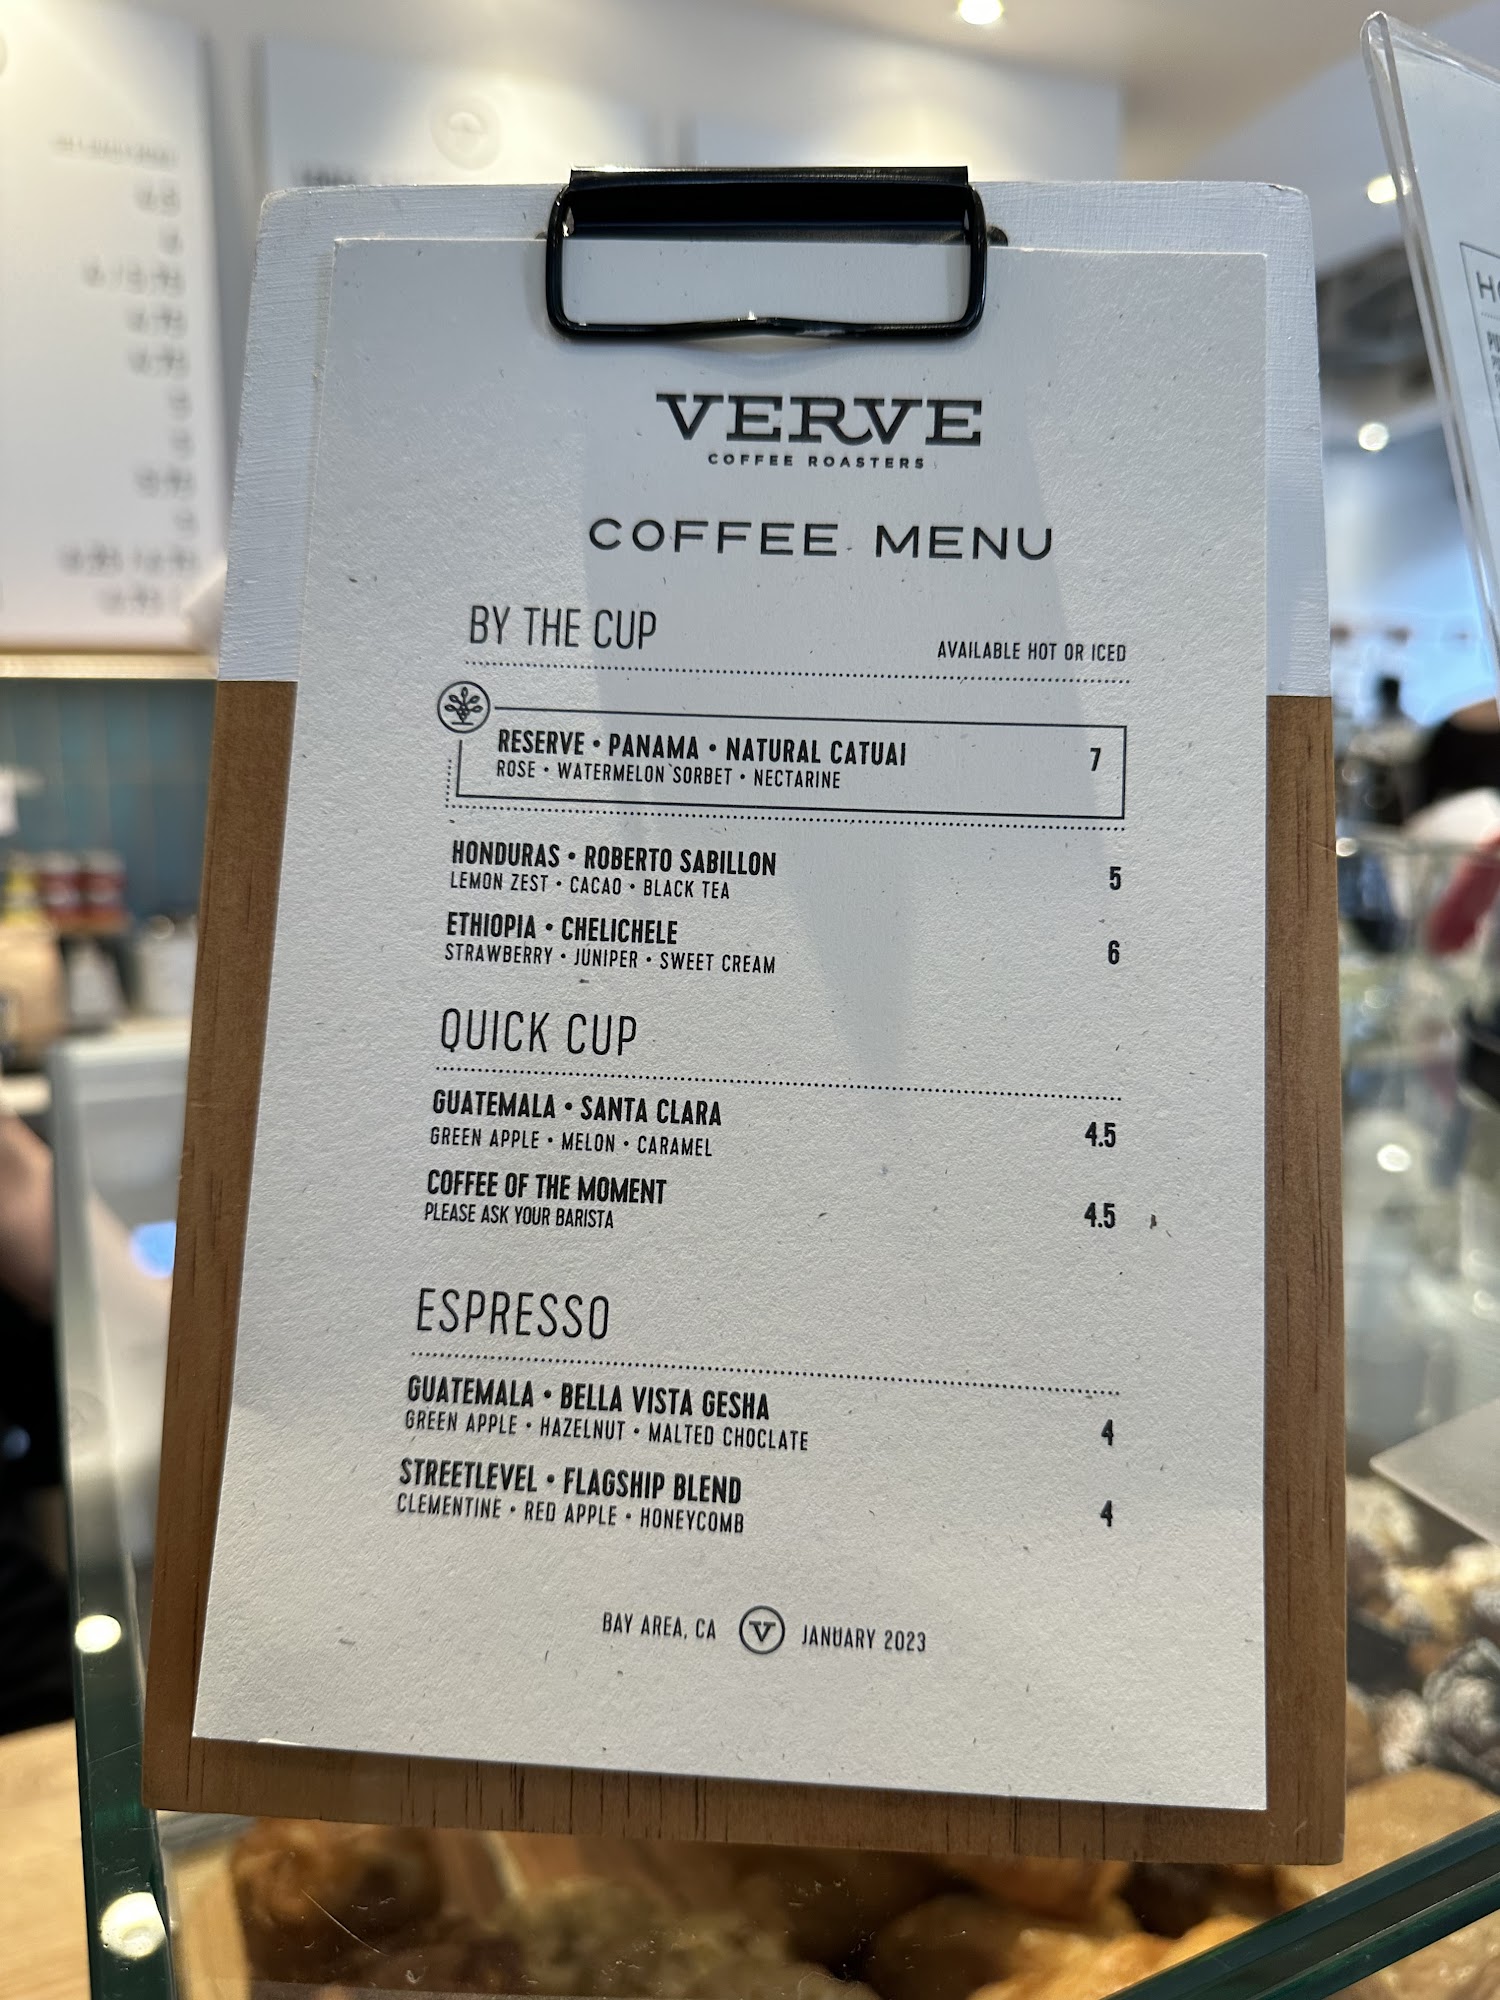 VERVE
COFFEE ROASTERS
COFFEE MENU
BY THE CUP
AVAILABLE HOT OR ICED
RESERVE • PANAMA • NATURAL CATUAI 7
ROSE • WATERMELON SORBET • NECTARINE
HONDURAS • ROBERTO SABILLON 5
LEMON ZEST • CACAO • BLACK TEA
ETHIOPIA • CHELICHELE 6
STRAWBERRY • JUNIPER • SWEET CREAM
QUICK CUP
GUATEMALA • SANTA CLARA 4.5
GREEN APPLE • MELON • CARAMEL
COFFEE OF THE MOMENT 4.5
PLEASE ASK YOUR BARISTA
ESPRESSO
GUATEMALA • BELLA VISTA GESHA 4
GREEN APPLE • HAZELNUT • MALTED CHOCLATE
STREETLEVEL • FLAGSHIP BLEND 4
CLEMENTINE • RED APPLE • HONEYCOMB
BAY AREA, CA V JANUARY 2023